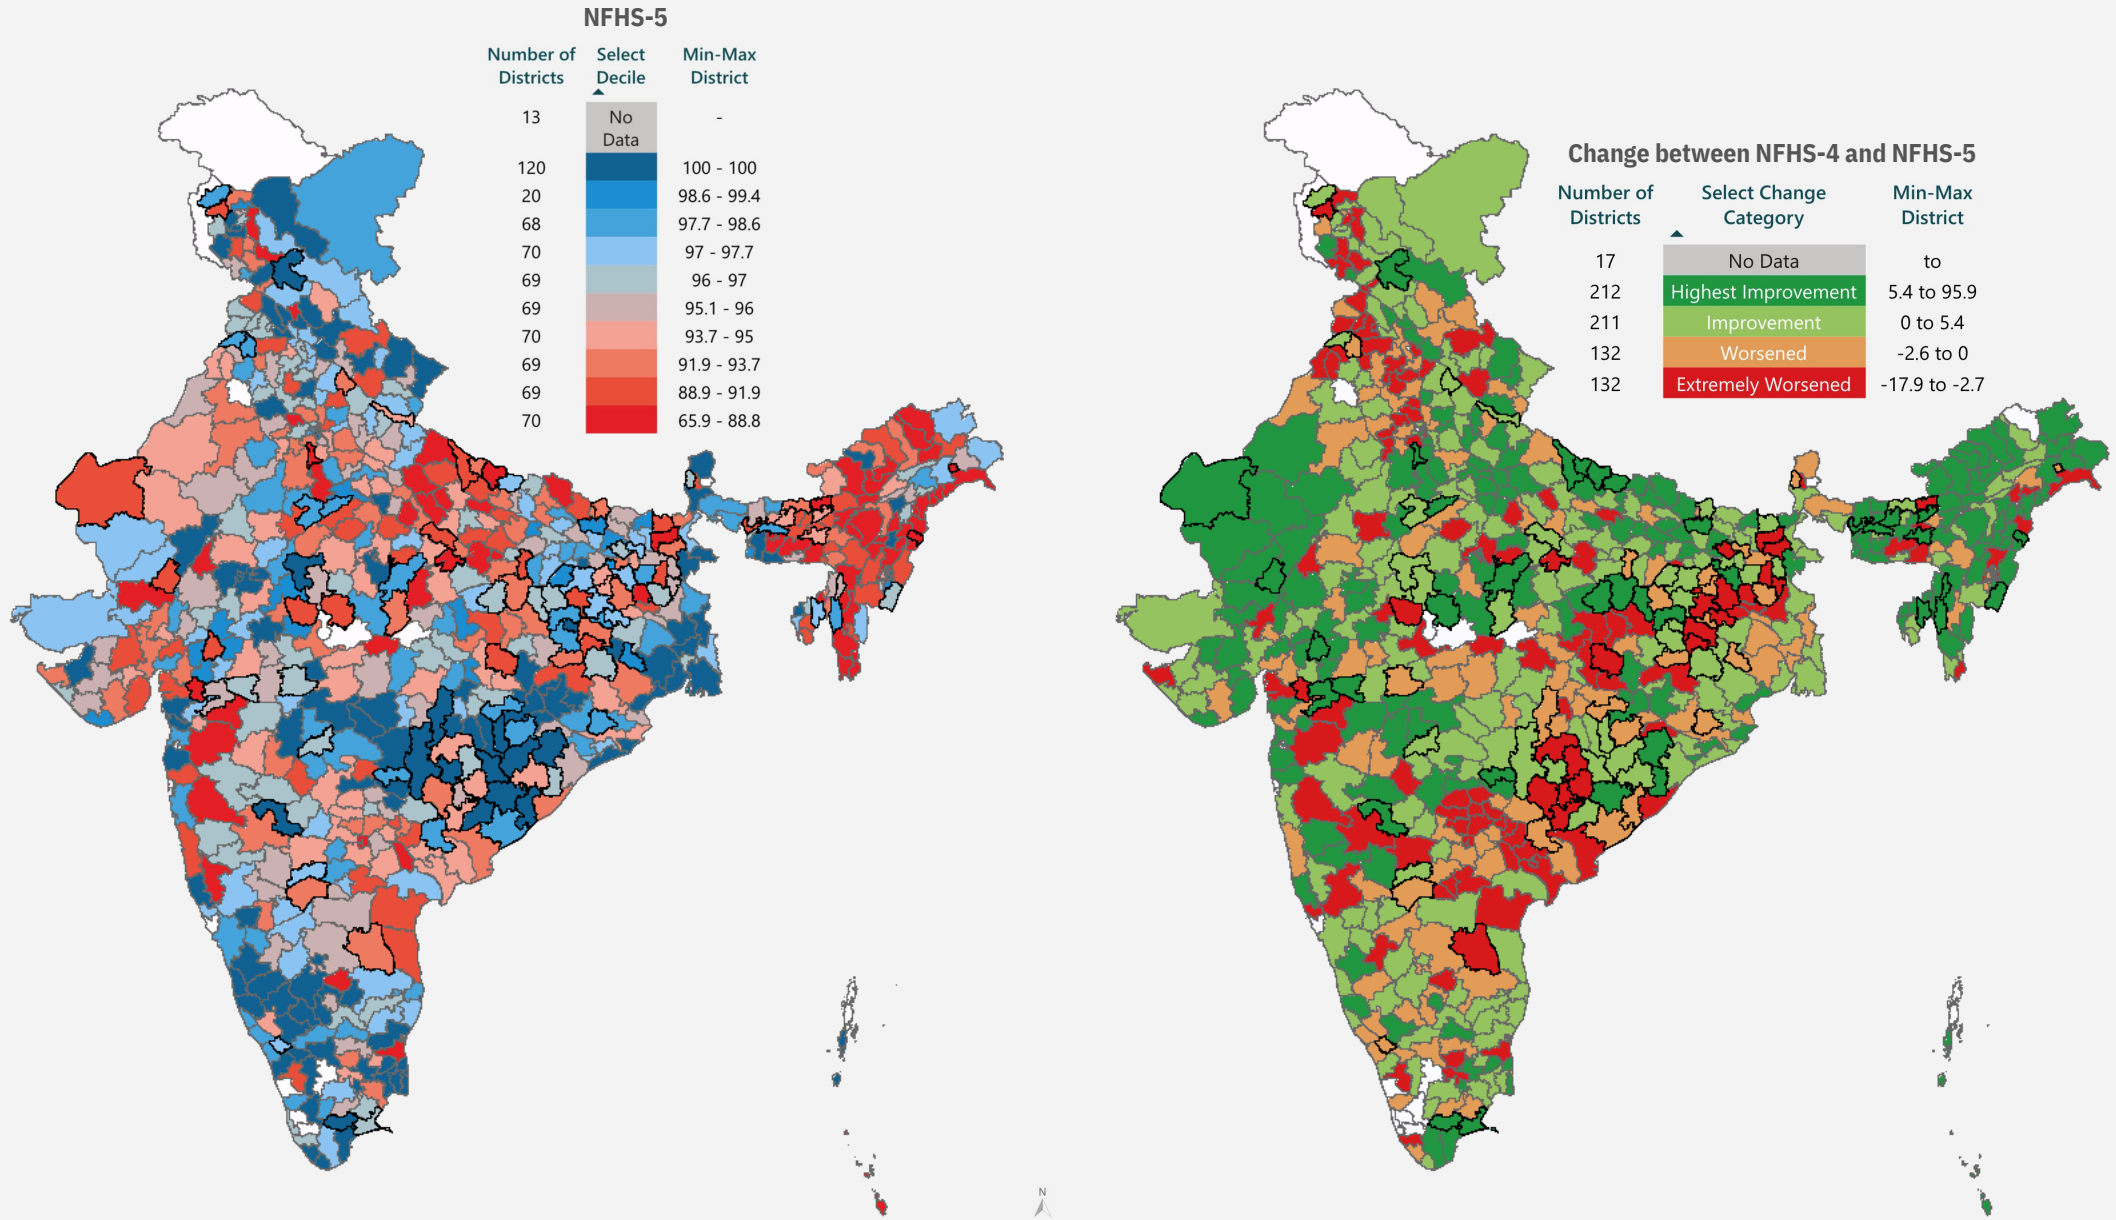 NFHS-5
Number of Districts Select Decile Min-Max District
13 No Data -
120 100 - 100
20 98.6 - 99.4
68 97.7 - 98.6
70 97 - 97.7
69 96 - 97
69 95.1 - 96
70 93.7 - 95
69 91.9 - 93.7
69 88.9 - 91.9
70 65.9 - 88.8
Change between NFHS-4 and NFHS-5
Number of Districts Select Change Category Min-Max District
17 No Data to
212 Highest Improvement 5.4 to 95.9
211 Improvement 0 to 5.4
132 Worsened -2.6 to 0
132 Extremely Worsened -17.9 to -2.7
N